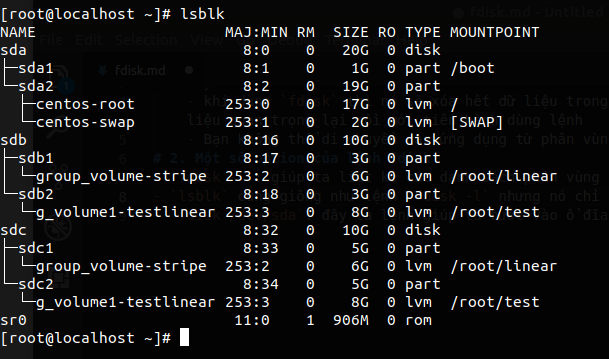 [root@localhost ~]# lsblk
NAME MAJ:MIN RM SIZE RO TYPE MOUNTPOINT
sda 8:0 0 20G 0 disk
├─sda1 8:1 0 1G 0 part /boot
└─sda2 8:2 0 19G 0 part
  ├─centos-root 253:0 0 17G 0 lvm /
  └─centos-swap 253:1 0 2G 0 lvm [SWAP]
sdb 8:16 0 10G 0 disk
├─sdb1 8:17 0 3G 0 part
│ └─group_volume-stripe 253:2 0 6G 0 lvm /root/linear
└─sdb2 8:18 0 3G 0 part
  └─g_volume1-testlinear 253:3 0 8G 0 lvm /root/test
sdc 8:32 0 10G 0 disk
├─sdc1 8:33 0 5G 0 part
│ └─group_volume-stripe 253:2 0 6G 0 lvm /root/linear
└─sdc2 8:34 0 5G 0 part
  └─g_volume1-testlinear 253:3 0 8G 0 lvm /root/test
sr0 11:0 1 906M 0 rom
[root@localhost ~]#
fdisk.md